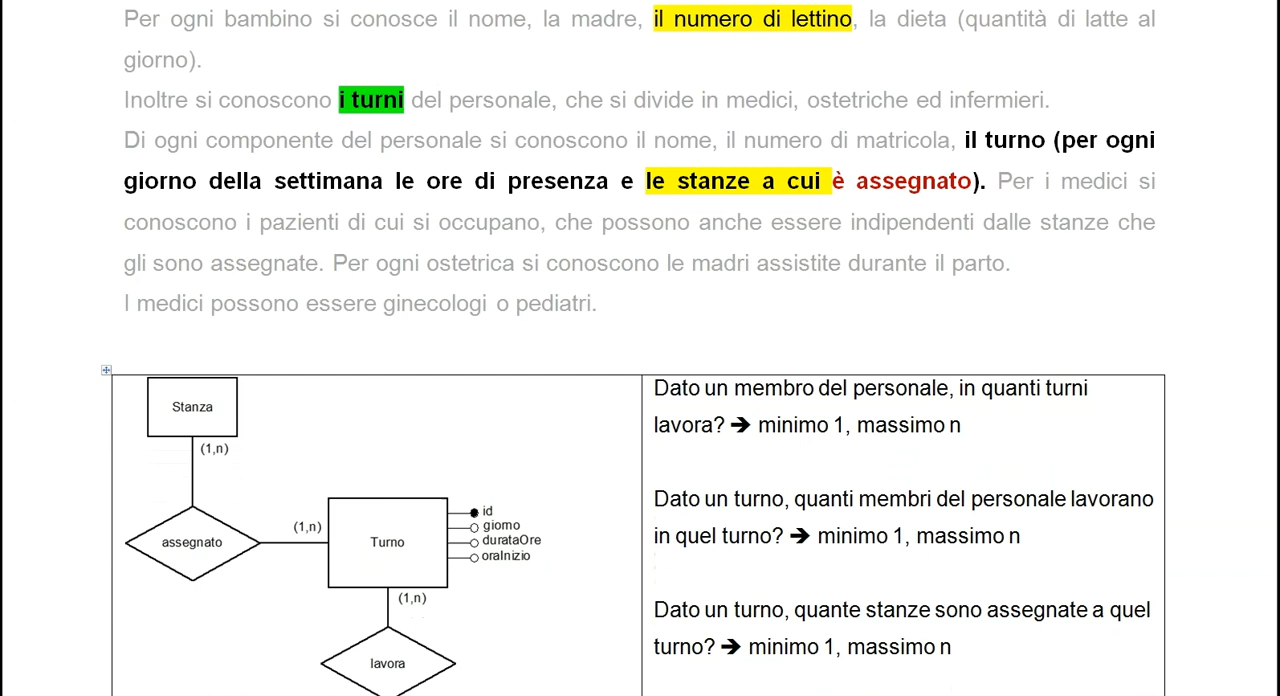 Per ogni bambino si conosce il nome, la madre, il numero di lettino, la dieta (quantità di latte al
giorno).
Inoltre si conoscono i turni del personale, che si divide in medici, ostetriche ed infermieri.
Di ogni componente del personale si conoscono il nome, il numero di matricola, il turno (per ogni
giorno della settimana le ore di presenza e le stanze a cui è assegnato). Per i medici si
conoscono i pazienti di cui si occupano, che possono anche essere indipendenti dalle stanze che
gli sono assegnate. Per ogni ostetrica si conoscono le madri assistite durante il parto.
I medici possono essere ginecologi o pediatri.
Stanza
(1,n)
assegnato
(1,n)
Turno
id
giorno
durataOre
oraInizio
(1,n)
lavora
Dato un membro del personale, in quanti turni
lavora? ➔ minimo 1, massimo n
Dato un turno, quanti membri del personale lavorano
in quel turno? ➔ minimo 1, massimo n
Dato un turno, quante stanze sono assegnate a quel
turno? ➔ minimo 1, massimo n